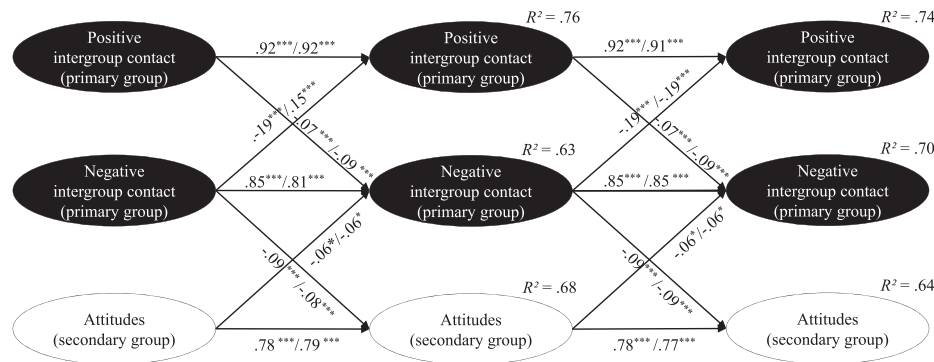 R² = .76
R² = .74
Positive
intergroup contact
(primary group)
.92***/.92***
Positive
intergroup contact
(primary group)
.92***/.91***
Positive
intergroup contact
(primary group)
.-19***/.15***
-.07***/-.09***
-.19***/-.19***
-.07***/-.09***
R² = .63
R² = .70
Negative
intergroup contact
(primary group)
.85***/.81***
Negative
intergroup contact
(primary group)
.85***/.85***
Negative
intergroup contact
(primary group)
-.06*/-.06*
-.09***/-.08***
-.06*/-.06*
-.09***/-.09***
R² = .68
R² = .64
Attitudes
(secondary group)
.78***/.79***
Attitudes
(secondary group)
.78***/.77***
Attitudes
(secondary group)